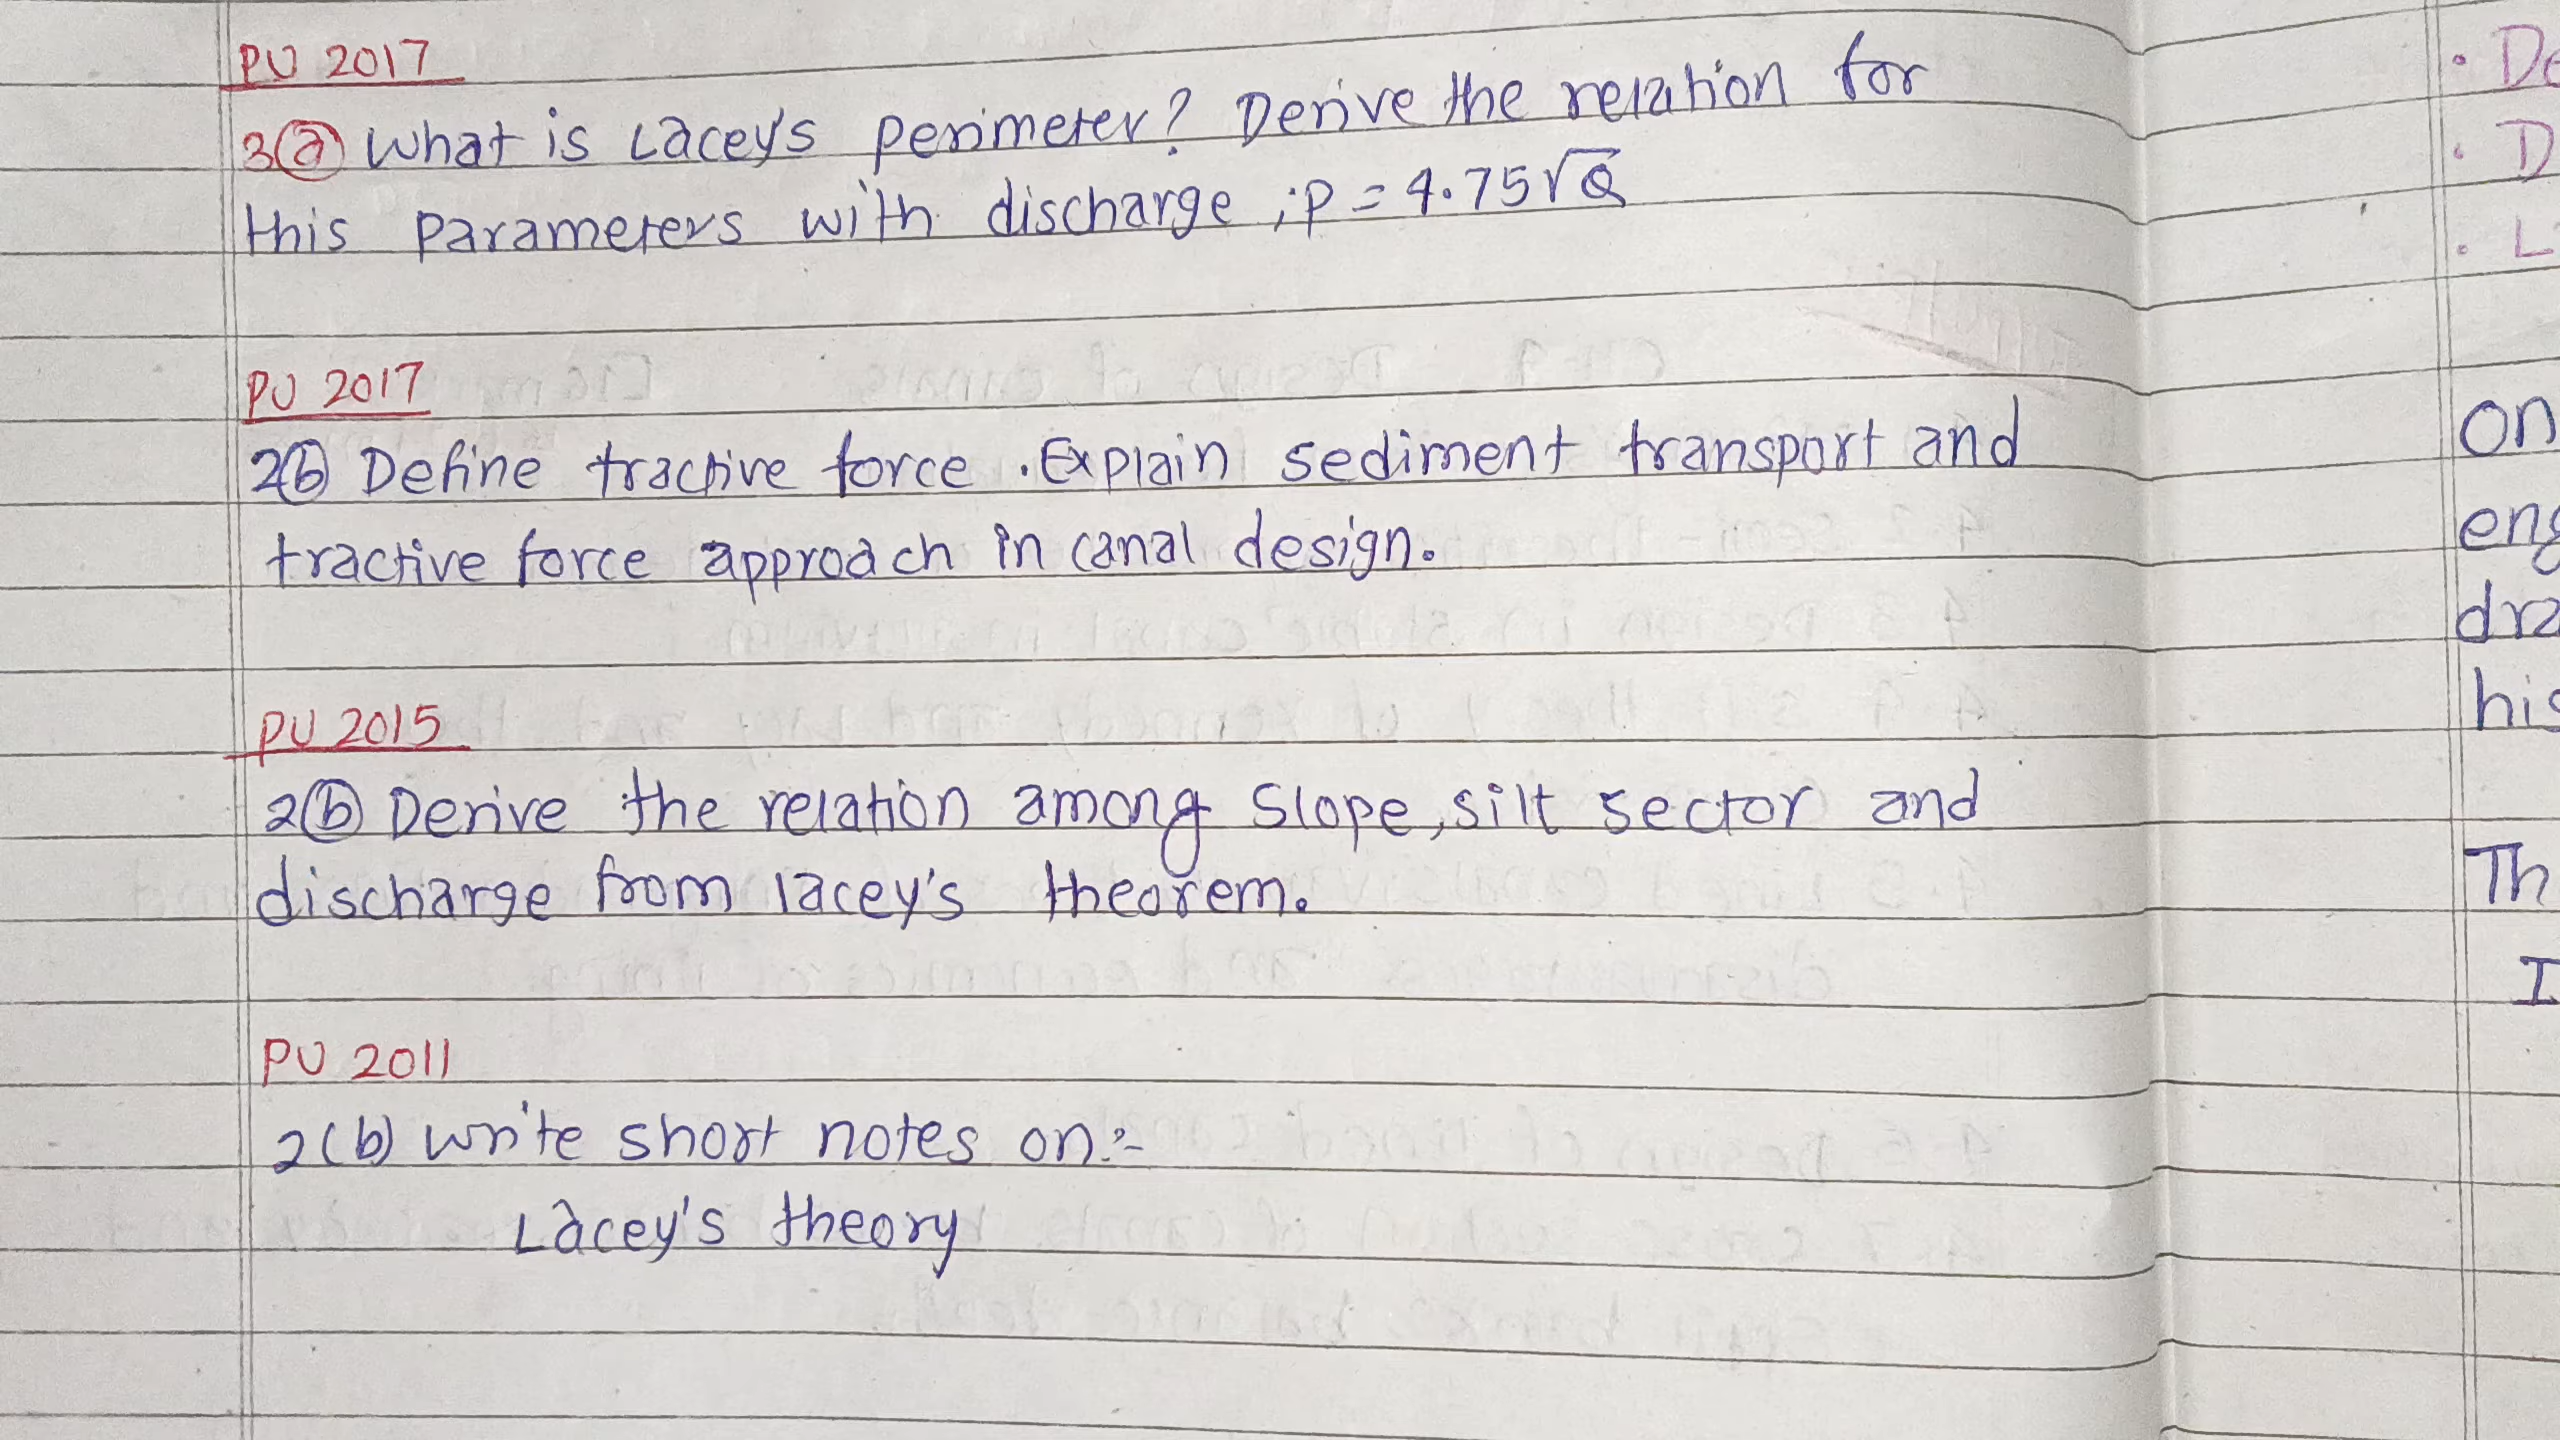 PU 2017
3(a) What is Lacey's perimeter? Derive the relation for
this parameters with discharge ; p = 4.75√Q
PU 2017
2(b) Define tractive force. Explain sediment transport and
tractive force approach in canal design.
PU 2015
2(b) Derive the relation among slope, silt sector and
discharge from lacey's theorem.
PU 2011
2(b) write short notes on:-
Lacey's theory
on
his
Th
I